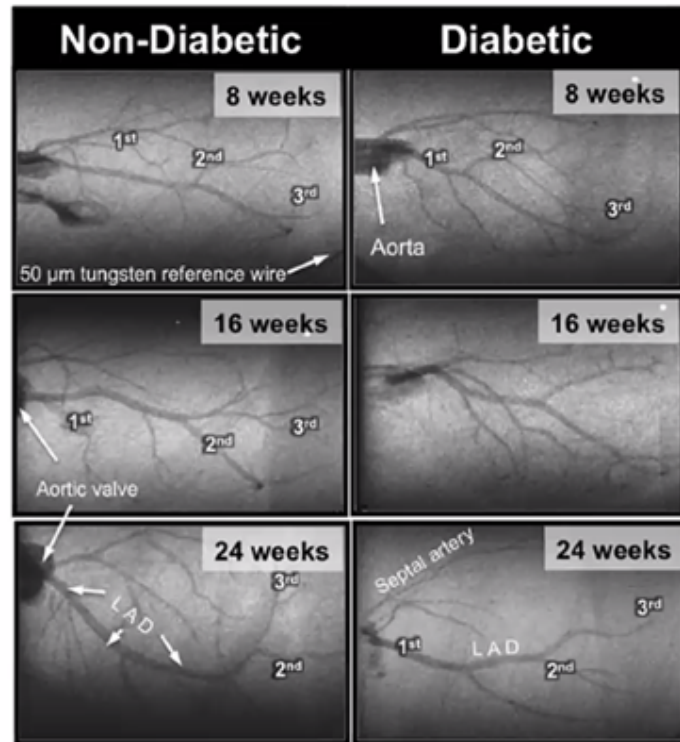 Non-Diabetic
Diabetic
8 weeks
1st
2nd
3rd
50 µm tungsten reference wire
8 weeks
1st
2nd
3rd
Aorta
16 weeks
1st
2nd
3rd
Aortic valve
16 weeks
24 weeks
LAD
3rd
2nd
24 weeks
Septal artery
1st
LAD
2nd
3rd